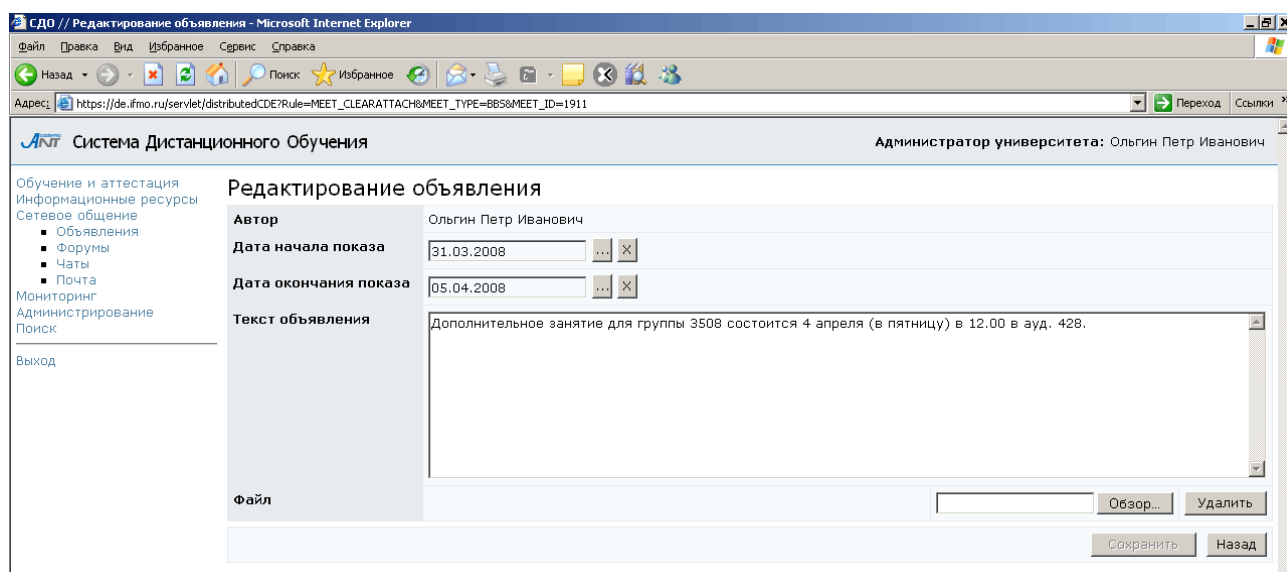 СДО // Редактирование объявления - Microsoft Internet Explorer
Файл Правка Вид Избранное Сервис Справка
Назад Поиск Избранное
Адрес: https://de.ifmo.ru/servlet/distributedCDE?Rule=MEET_CLEARATTACH&MEET_TYPE=BBS&MEET_ID=1911 Переход Ссылки »
Academic ANT Система Дистанционного Обучения Администратор университета: Ольгин Петр Иванович
Обучение и аттестация
Информационные ресурсы
Сетевое общение
Объявления
Форумы
Чаты
Почта
Мониторинг
Администрирование
Поиск
Выход
Редактирование объявления
Автор Ольгин Петр Иванович
Дата начала показа 31.03.2008 ... X
Дата окончания показа 05.04.2008 ... X
Текст объявления Дополнительное занятие для группы 3508 состоится 4 апреля (в пятницу) в 12.00 в ауд. 428.
Файл Обзор... Удалить
Сохранить Назад